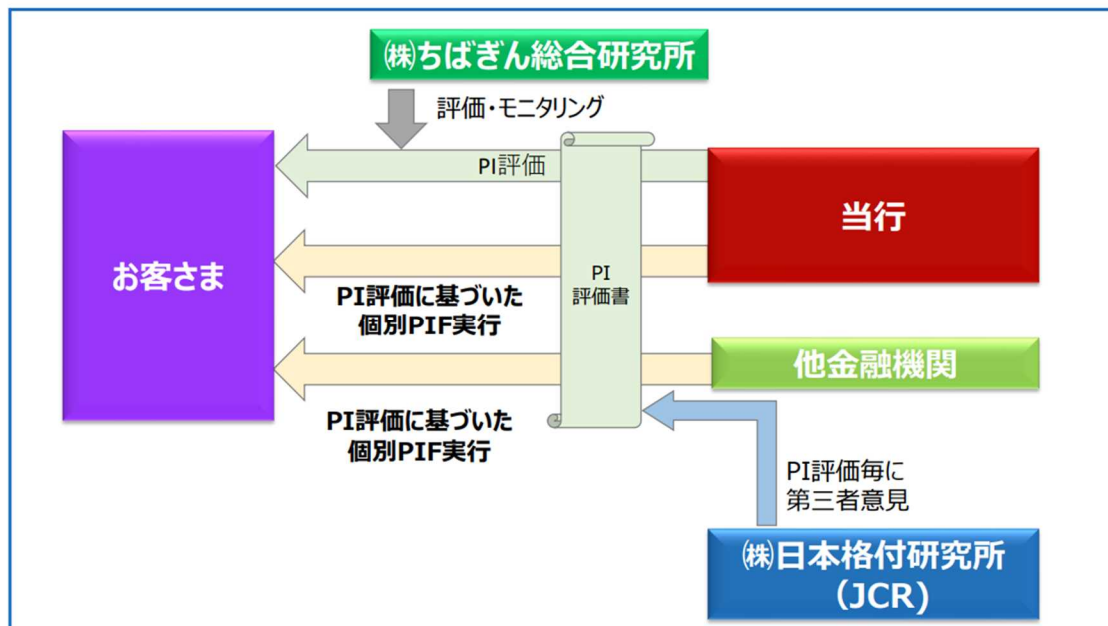 ㈱ちばぎん総合研究所
評価・モニタリング
PI評価
当行
お客さま
PI
評価書
PI評価に基づいた
個別PIF実行
他金融機関
PI評価に基づいた
個別PIF実行
PI評価毎に
第三者意見
㈱日本格付研究所
（JCR）